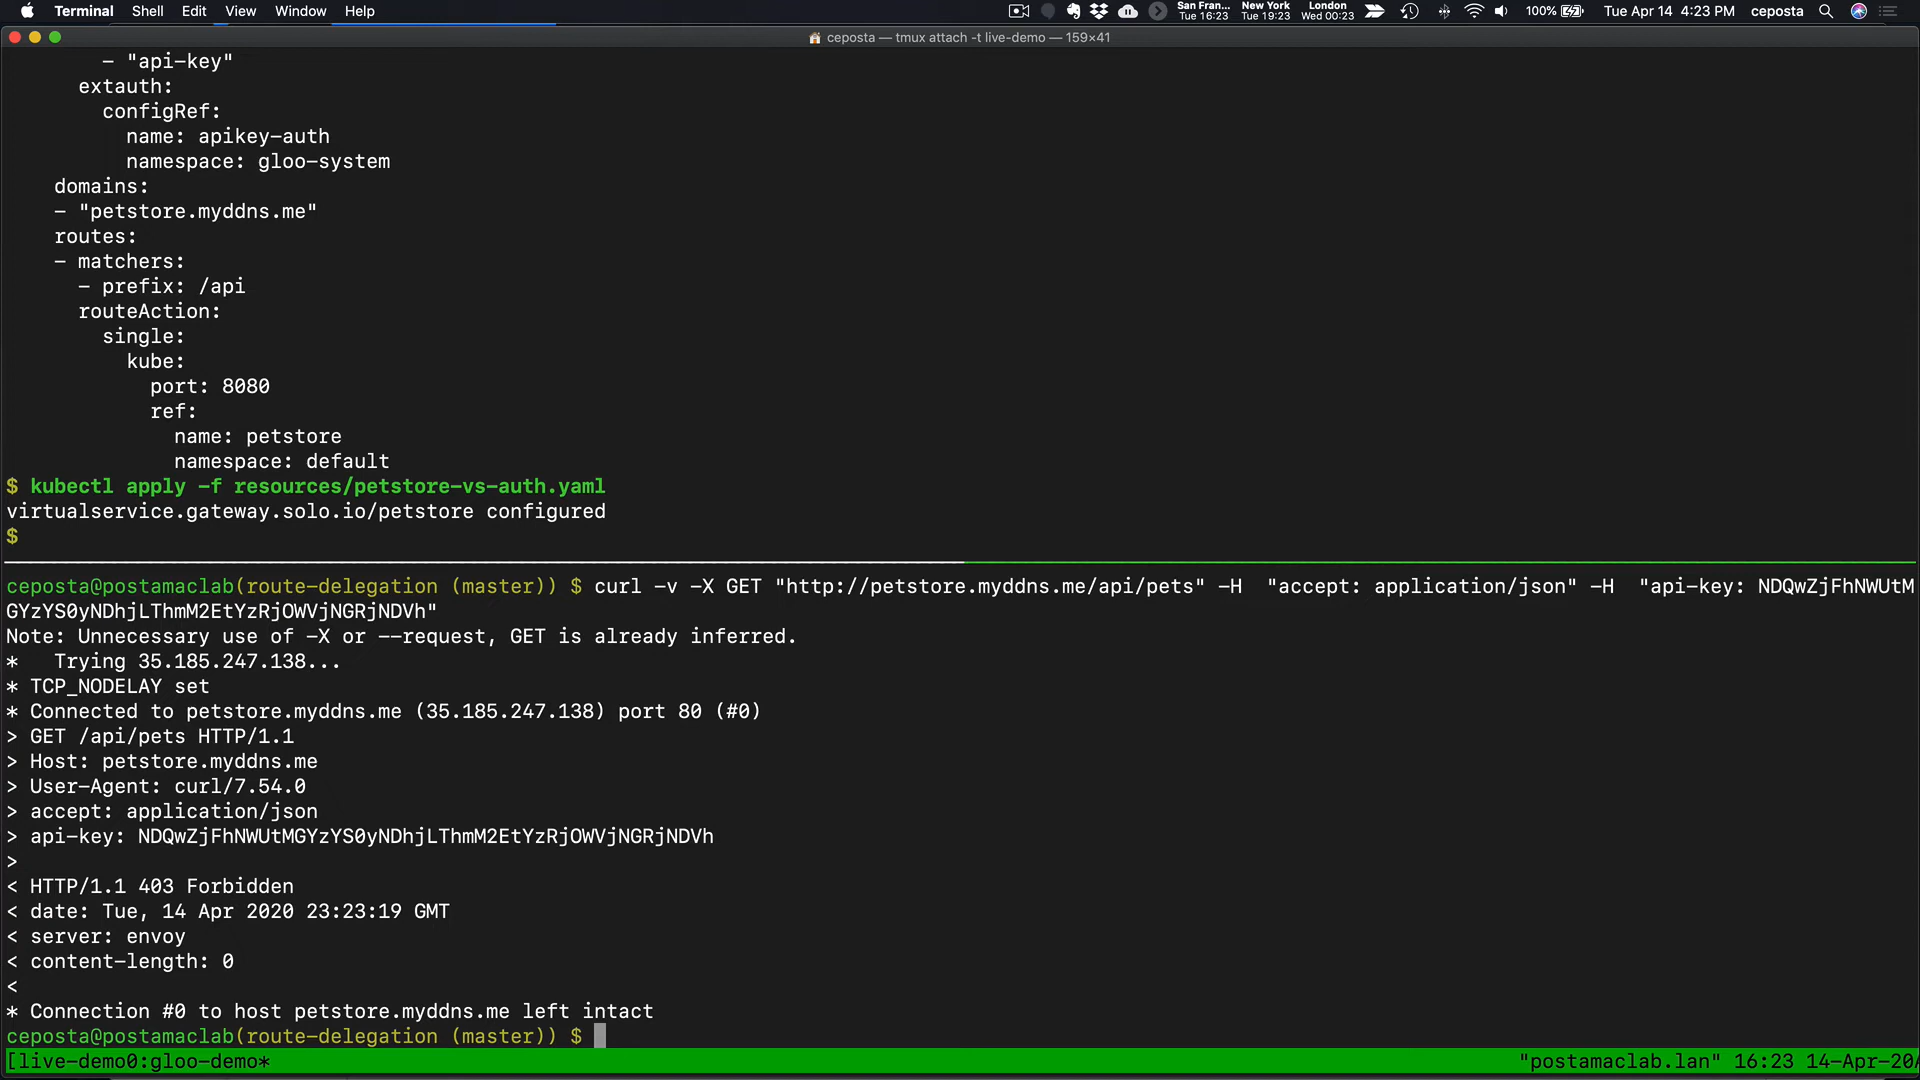 Terminal Shell Edit View Window Help San Fran... Tue 16:23 New York Tue 19:23 London Wed 00:23 100% Tue Apr 14 4:23 PM ceposta
ceposta — tmux attach -t live-demo — 159×41
- "api-key"
extauth:
configRef:
name: apikey-auth
namespace: gloo-system
domains:
- "petstore.myddns.me"
routes:
- matchers:
- prefix: /api
routeAction:
single:
kube:
port: 8080
ref:
name: petstore
namespace: default
$ kubectl apply -f resources/petstore-vs-auth.yaml
virtualservice.gateway.solo.io/petstore configured
$
ceposta@postamaclab(route-delegation (master)) $ curl -v -X GET "http://petstore.myddns.me/api/pets" -H  "accept: application/json" -H  "api-key: NDQwZjFhNWUtM
GYzYS0yNDhjLThmM2EtYzRjOWVjNGRjNDVh"
Note: Unnecessary use of -X or --request, GET is already inferred.
*   Trying 35.185.247.138...
* TCP_NODELAY set
* Connected to petstore.myddns.me (35.185.247.138) port 80 (#0)
> GET /api/pets HTTP/1.1
> Host: petstore.myddns.me
> User-Agent: curl/7.54.0
> accept: application/json
> api-key: NDQwZjFhNWUtMGYzYS0yNDhjLThmM2EtYzRjOWVjNGRjNDVh
>
< HTTP/1.1 403 Forbidden
< date: Tue, 14 Apr 2020 23:23:19 GMT
< server: envoy
< content-length: 0
<
* Connection #0 to host petstore.myddns.me left intact
ceposta@postamaclab(route-delegation (master)) $
[live-demo0:gloo-demo* "postamaclab.lan" 16:23 14-Apr-20